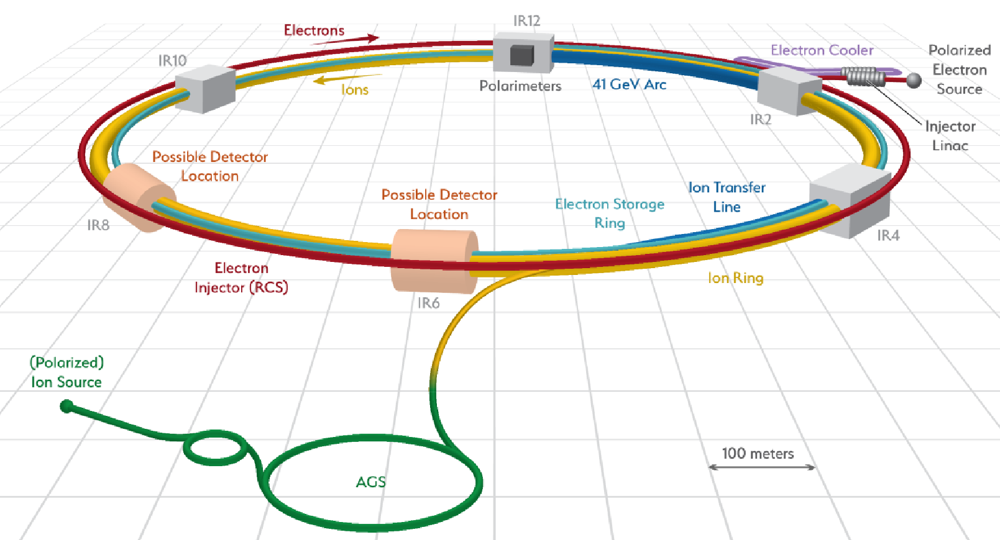 IR12
Electrons
Electron Cooler
Polarized
Electron
Source
IR10
Ions
Polarimeters
41 GeV Arc
IR2
Injector
Linac
Possible Detector
Location
Possible Detector
Location
Ion Transfer
Line
Electron Storage
Ring
IR8
IR4
Electron
Injector (RCS)
Ion Ring
IR6
(Polarized)
Ion Source
100 meters
AGS